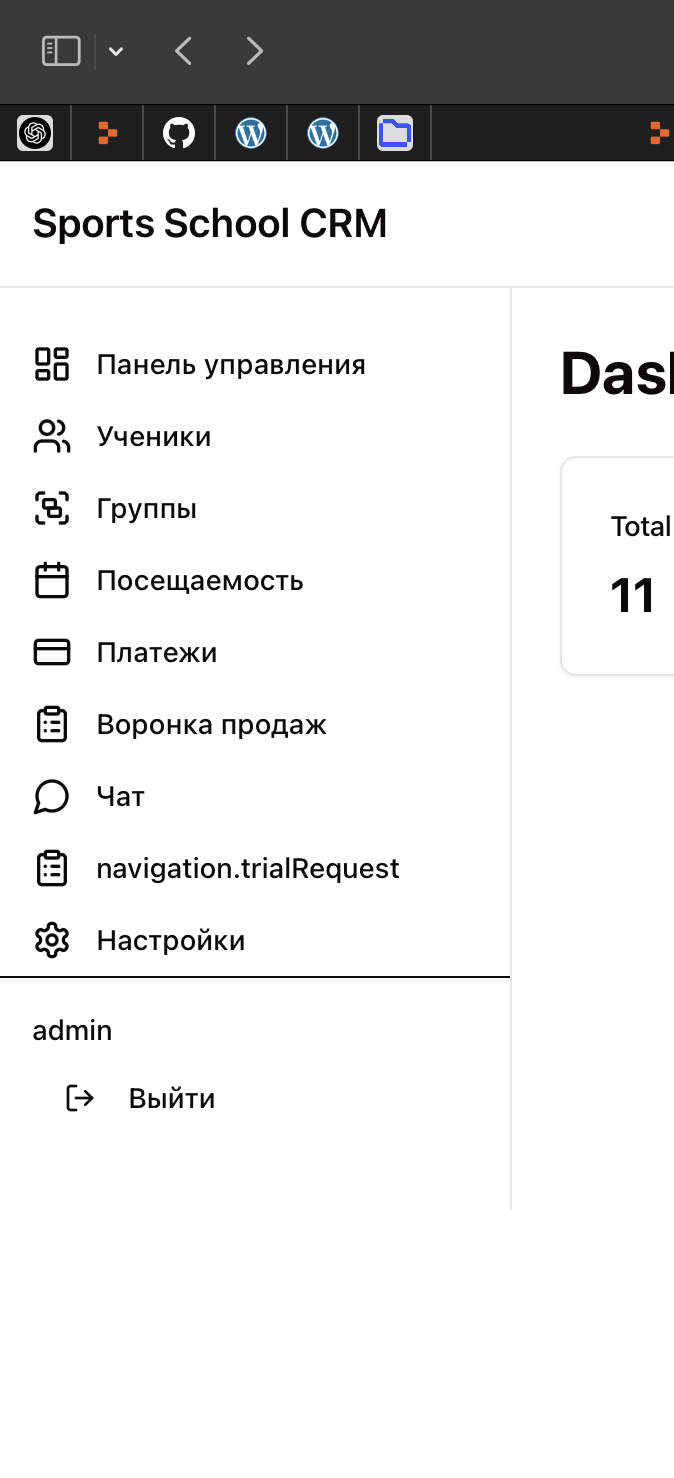 Sports School CRM
Панель управления
Ученики
Группы
Посещаемость
Платежи
Воронка продаж
Чат
navigation.trialRequest
Настройки
admin
Выйти
Total
11